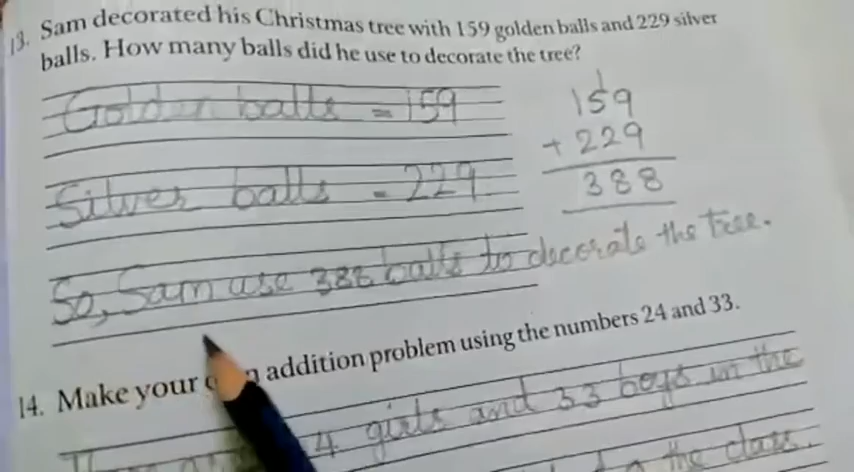 13. Sam decorated his Christmas tree with 159 golden balls and 229 silver
balls. How many balls did he use to decorate the tree?
Golden balls = 159
Silver balls = 229
1
159
+ 229
388
So, Sam use 388 balls to decorate the tree.
14. Make your addition problem using the numbers 24 and 33.
4 girls and 33 boys in the
the class.